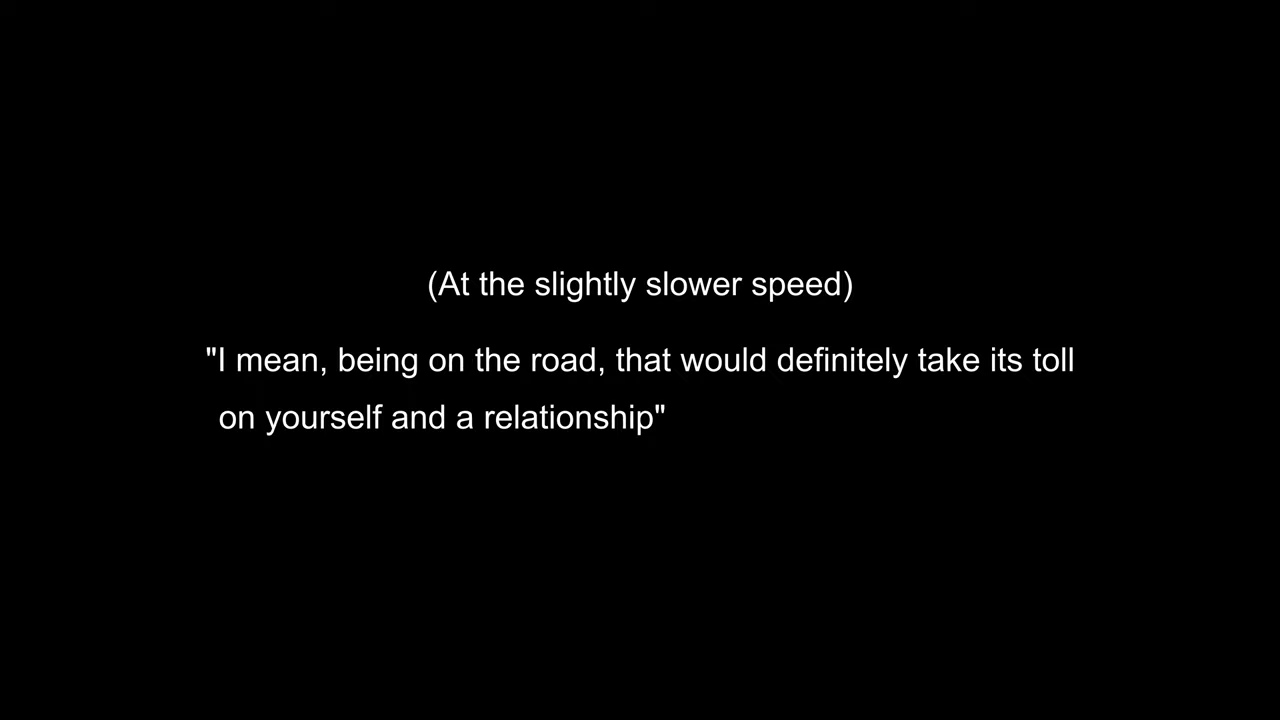 (At the slightly slower speed)
"I mean, being on the road, that would definitely take its toll
on yourself and a relationship"